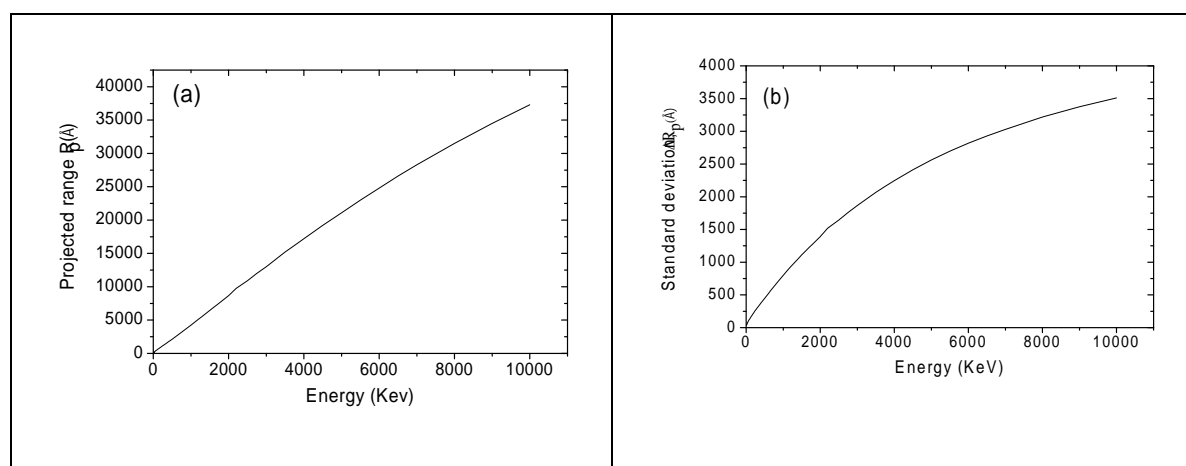 (a)
Projected range Rp(Å)
40000
35000
30000
25000
20000
15000
10000
5000
0
0 2000 4000 6000 8000 10000
Energy (Kev)
(b)
Standard deviation ΔRp(Å)
4000
3500
3000
2500
2000
1500
1000
500
0
0 2000 4000 6000 8000 10000
Energy (KeV)